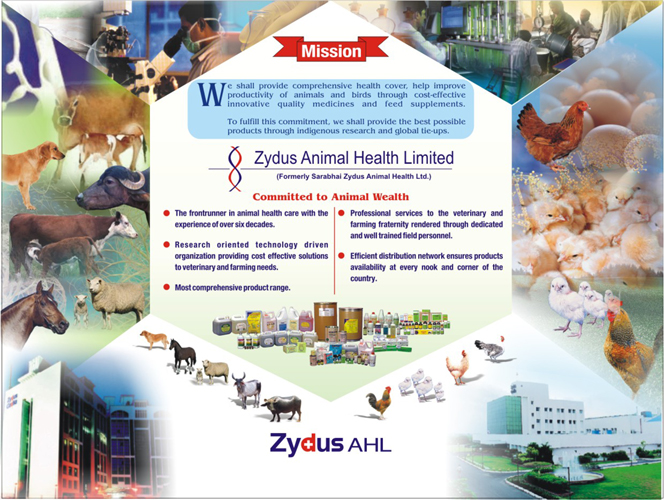 Mission
We shall provide comprehensive health cover, help improve
productivity of animals and birds through cost-effective
innovative quality medicines and feed supplements.
To fulfill this commitment, we shall provide the best possible
products through indigenous research and global tie-ups.
Zydus Animal Health Limited
(Formerly Sarabhai Zydus Animal Health Ltd.)
Committed to Animal Wealth
The frontrunner in animal health care with the
experience of over six decades.
Research oriented technology driven
organization providing cost effective solutions
to veterinary and farming needs.
Most comprehensive product range.
Professional services to the veterinary and
farming fraternity rendered through dedicated
and well trained field personnel.
Efficient distribution network ensures products
availability at every nook and corner of the
country.
Zydus AHL